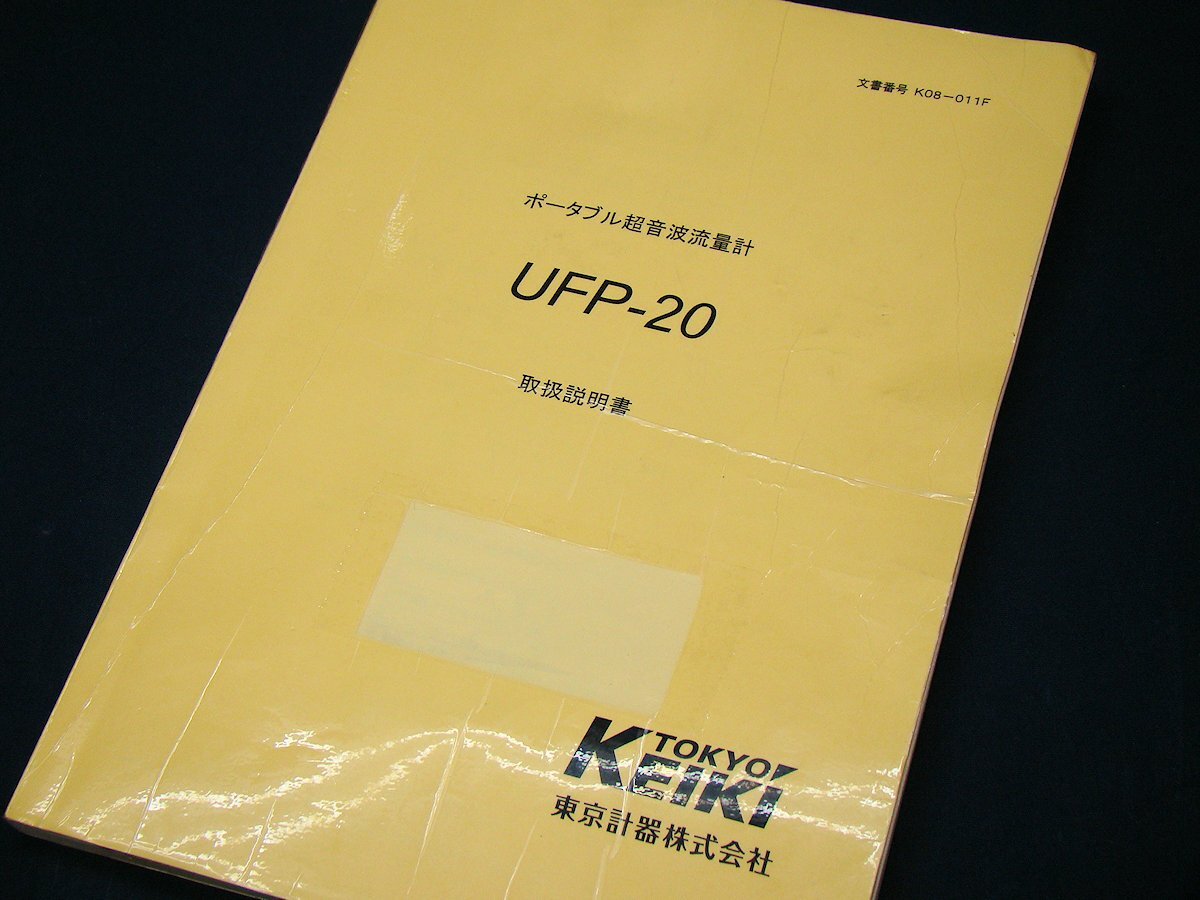 文書番号 K08-011F
ポータブル超音波流量計
UFP-20
取扱説明書
TOKYO
KEIKI
東京計器株式会社